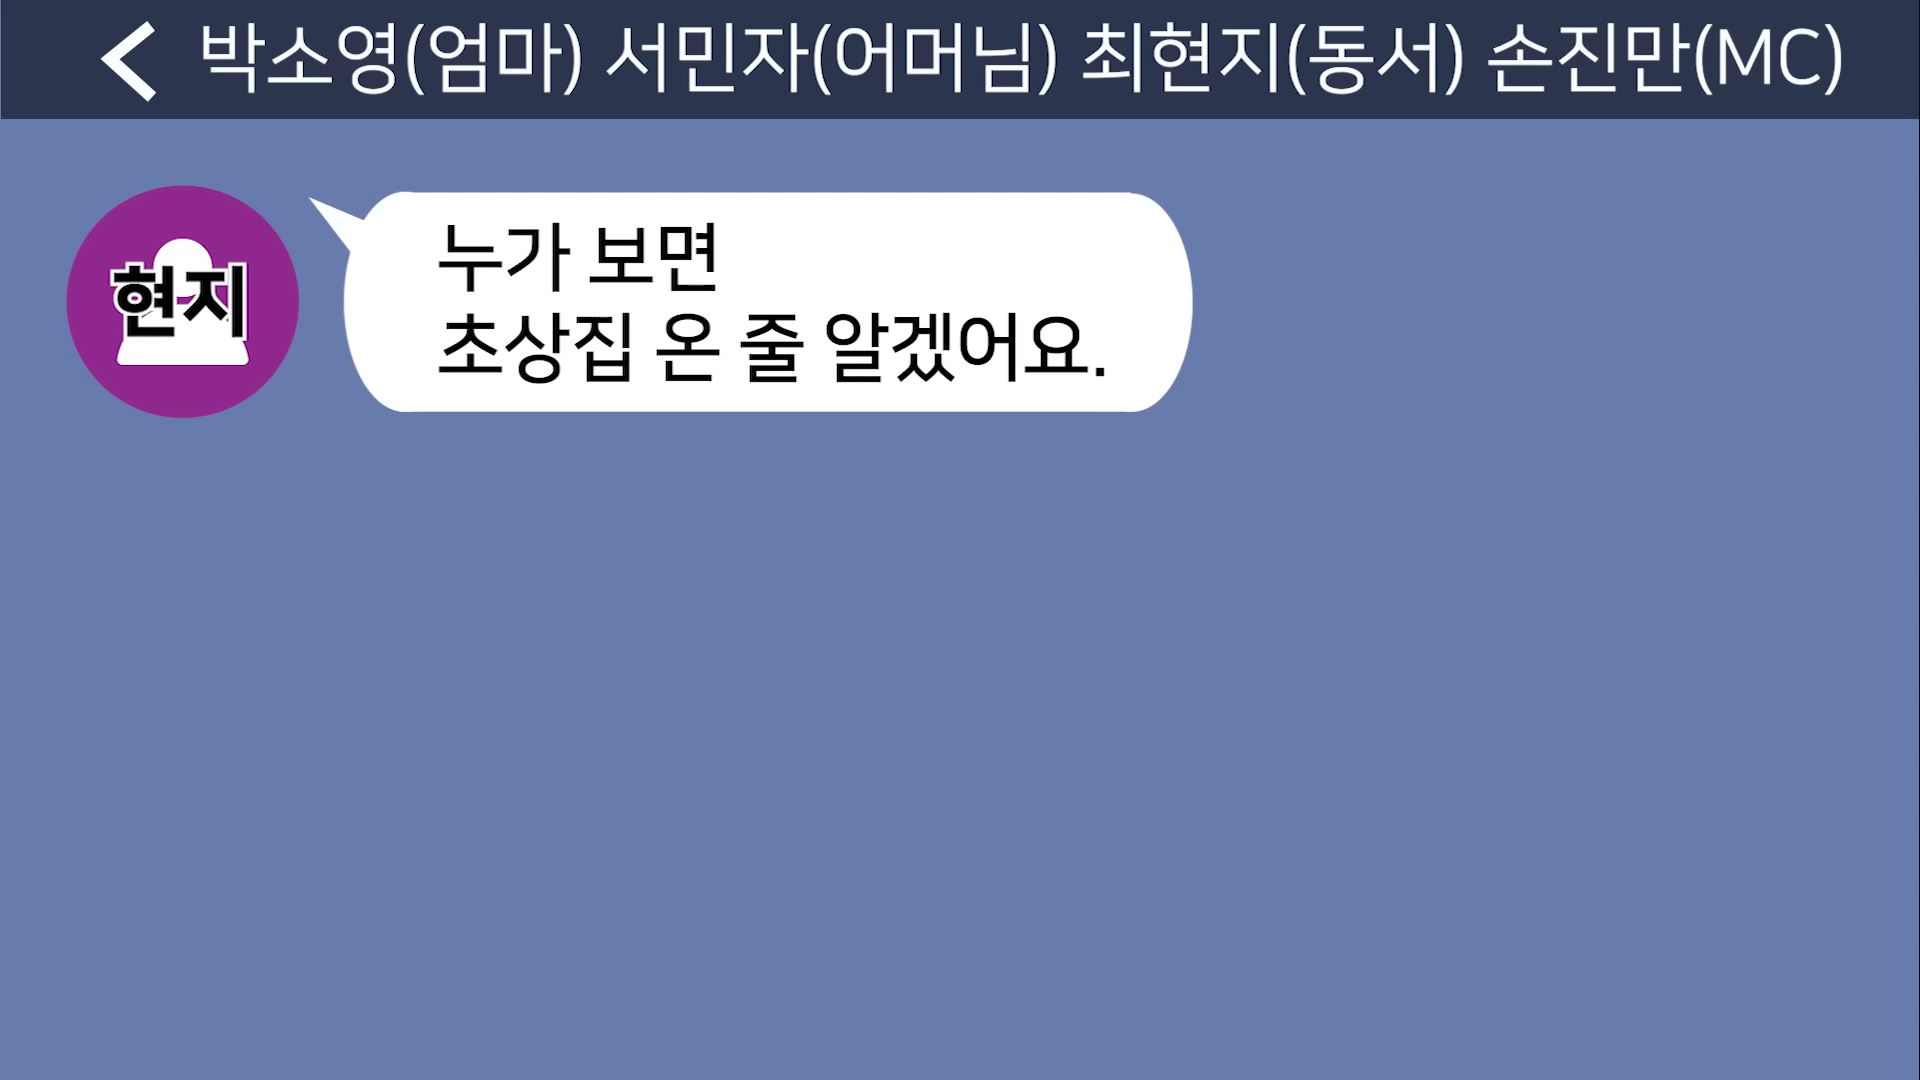 박소영(엄마) 서민자(어머님) 최현지(동서) 손진만(MC)
현지
누가 보면
초상집 온 줄 알겠어요.